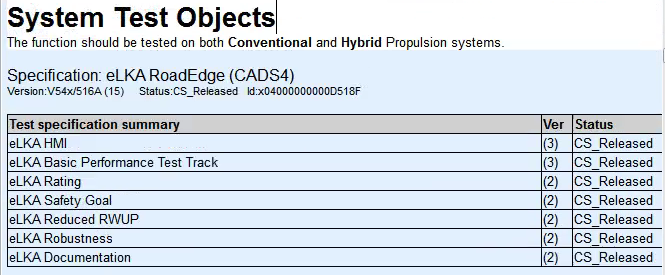 System Test Objects
The function should be tested on both Conventional and Hybrid Propulsion systems.
Specification: eLKA RoadEdge (CADS4)
Version:V54x/516A (15) Status:CS_Released Id:x04000000000D518F
Test specification summary Ver Status
eLKA HMI (3) CS_Released
eLKA Basic Performance Test Track (3) CS_Released
eLKA Rating (2) CS_Released
eLKA Safety Goal (2) CS_Released
eLKA Reduced RWUP (2) CS_Released
eLKA Robustness (2) CS_Released
eLKA Documentation (2) CS_Released